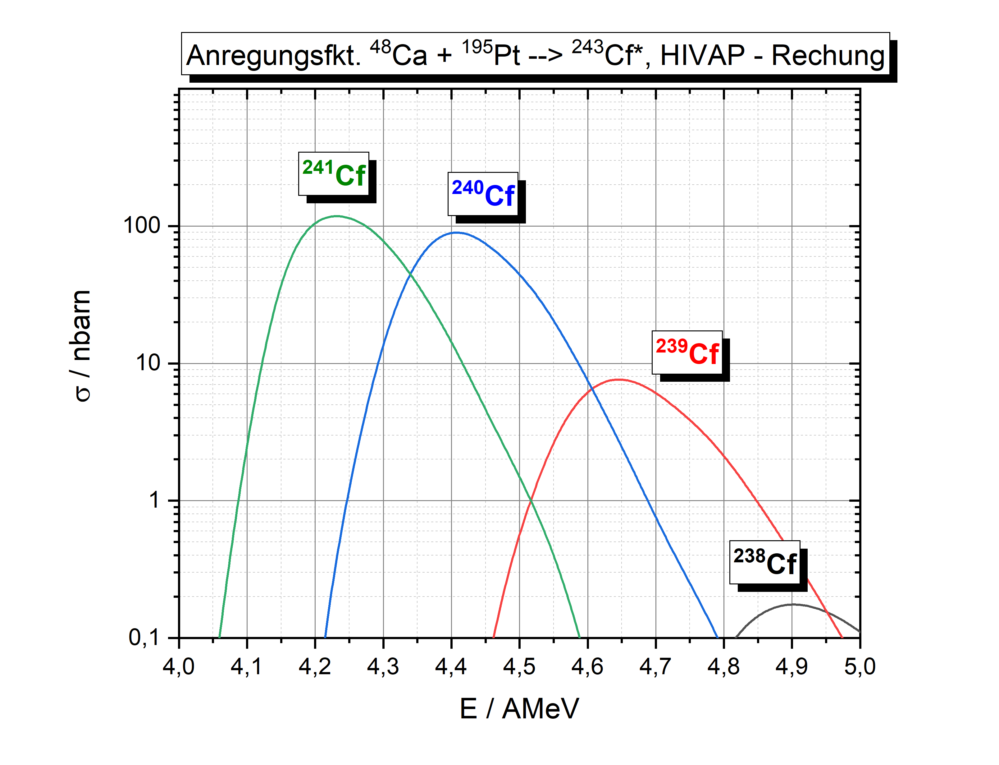 Anregungsfkt. ⁴⁸Ca + ¹⁹⁵Pt --> ²⁴³Cf*, HIVAP - Rechung
²⁴¹Cf
²⁴⁰Cf
²³⁹Cf
²³⁸Cf
σ / nbarn
100
10
1
0,1
4,0 4,1 4,2 4,3 4,4 4,5 4,6 4,7 4,8 4,9 5,0
E / AMeV